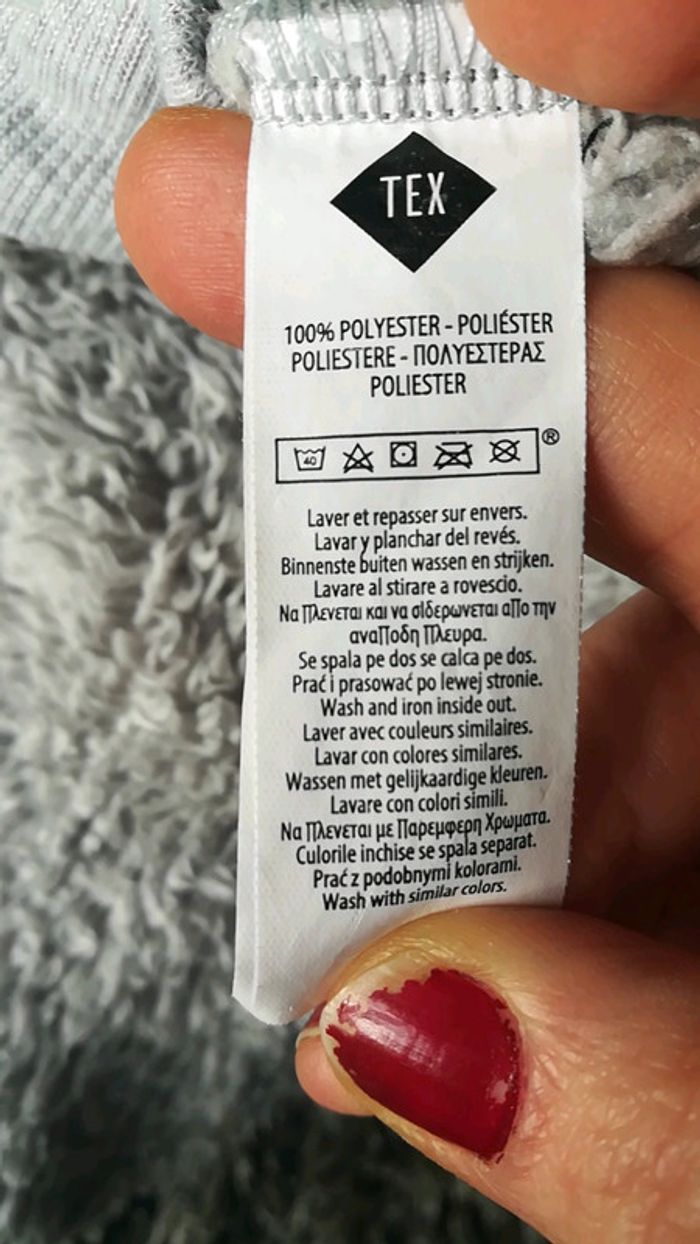 TEX
100% POLYESTER - POLIÉSTER
POLIESTERE - ΠΟΛΥΕΣΤΕΡΑΣ
POLIESTER
40 ®
Laver et repasser sur envers.
Lavar y planchar del revés.
Binnenste buiten wassen en strijken.
Lavare al stirare a rovescio.
Να Πλενεται και να σιδερωνεται αΠο την
αναΠοδη Πλευρα.
Se spala pe dos se calca pe dos.
Prać i prasować po lewej stronie.
Wash and iron inside out.
Laver avec couleurs similaires.
Lavar con colores similares.
Wassen met gelijkaardige kleuren.
Lavare con colori simili.
Να Πλενεται με Παρεμφερη Χρωματα.
Culorile inchise se spala separat.
Prać z podobnymi kolorami.
Wash with similar colors.